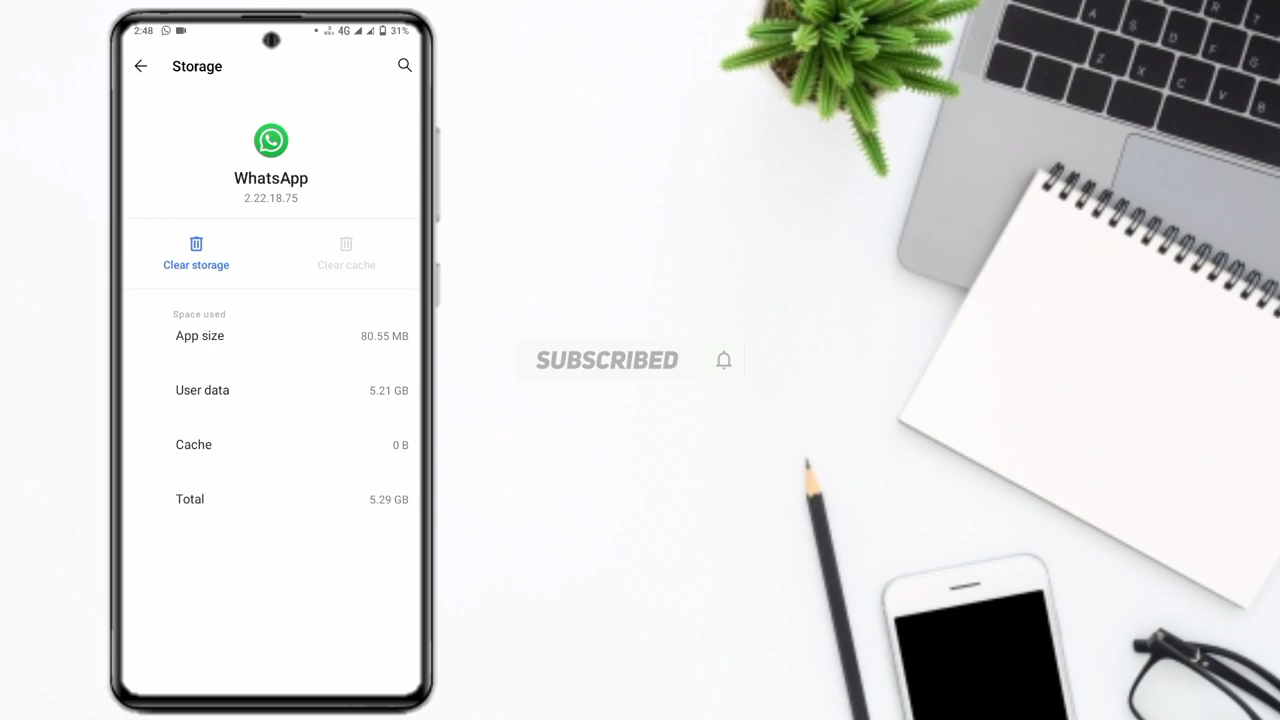 2:48
4G
31%
Storage
WhatsApp
2.22.18.75
Clear storage
Clear cache
Space used
App size
80.55 MB
User data
5.21 GB
Cache
0 B
Total
5.29 GB
SUBSCRIBED
R
T
A
S
D
F
G
Z
X
C
V
B